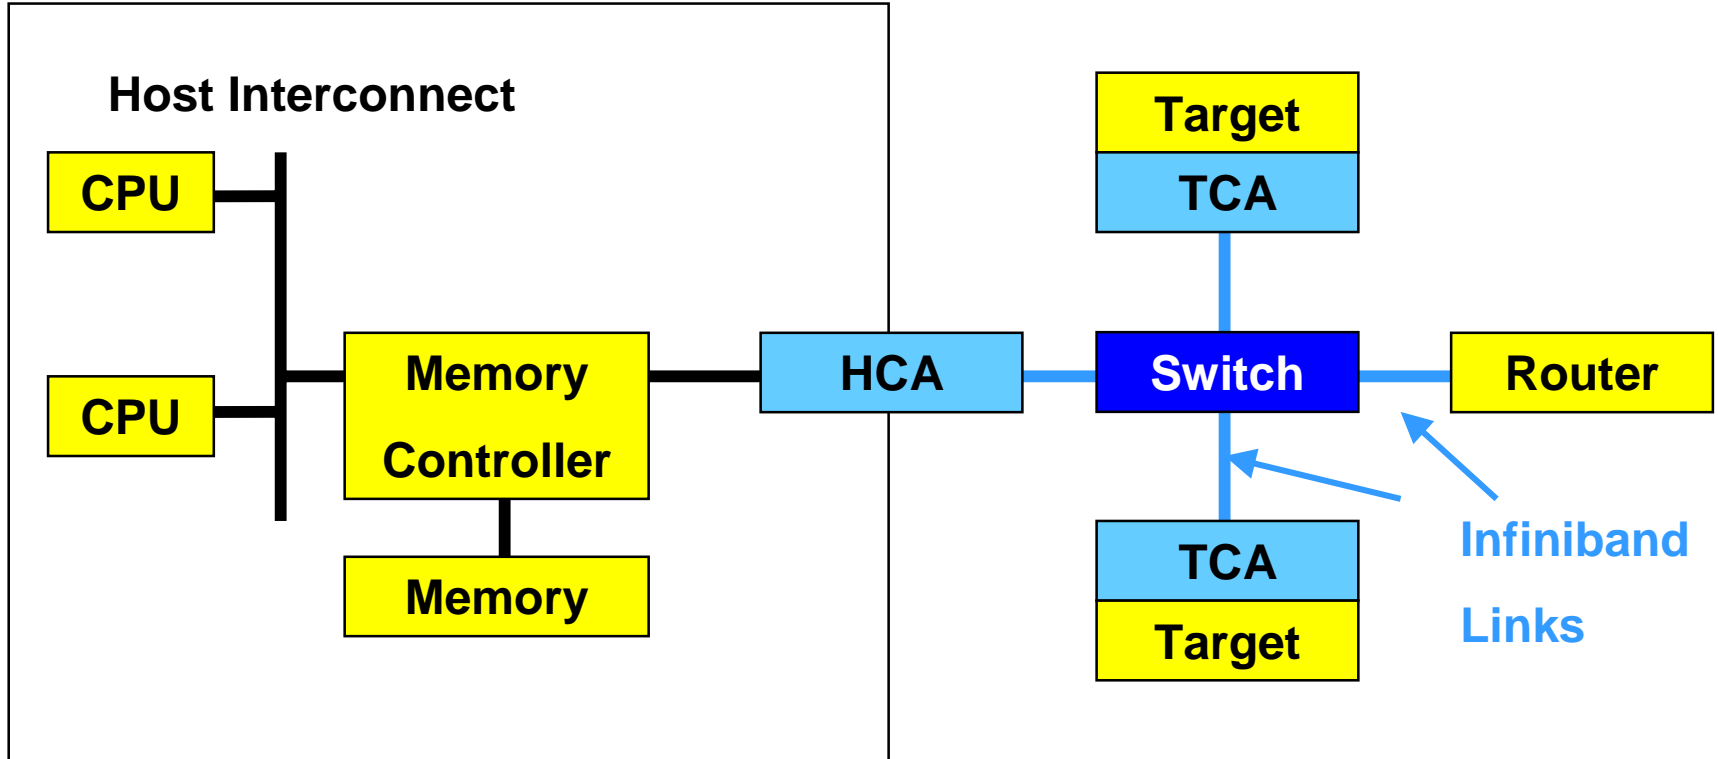 Host Interconnect
Target
CPU
TCA
Memory
Controller
HCA
Switch
Router
CPU
Memory
TCA
Target
Infiniband
Links